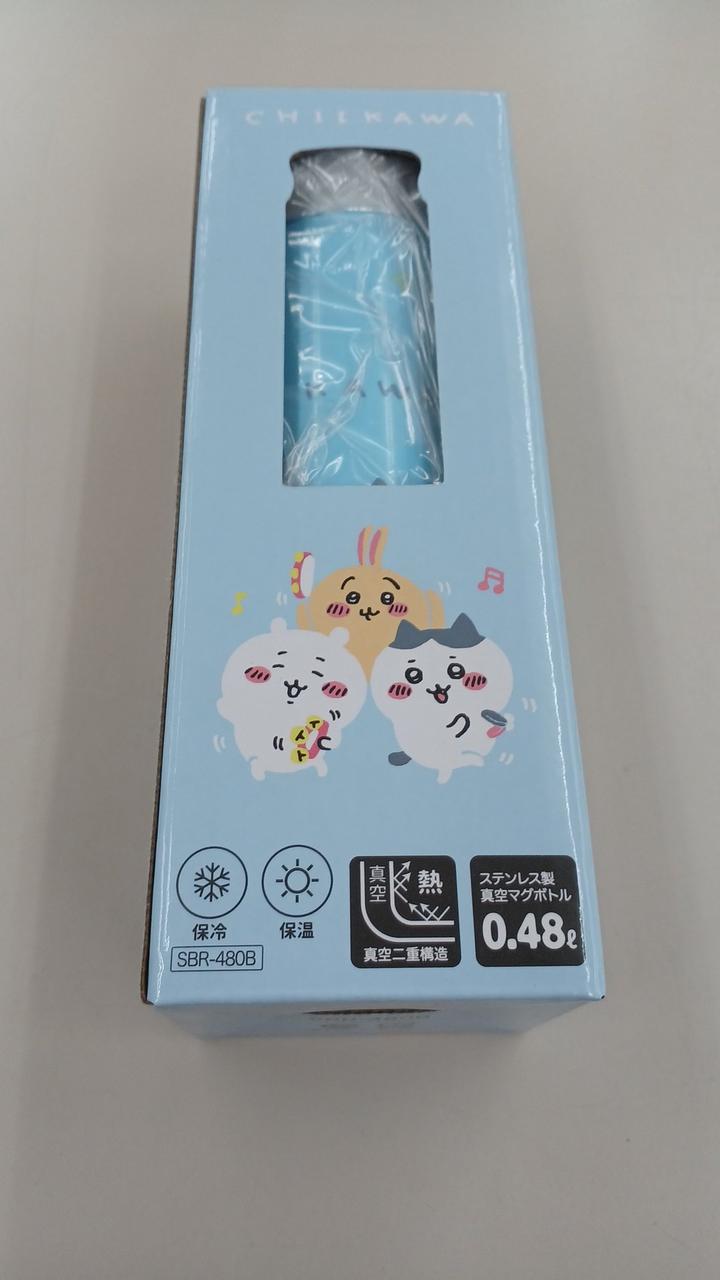 CHIIKAWA
KAW
真空
熱
真空二重構造
ステンレス製
真空マグボトル
0.48ℓ
保冷
保温
SBR-480B